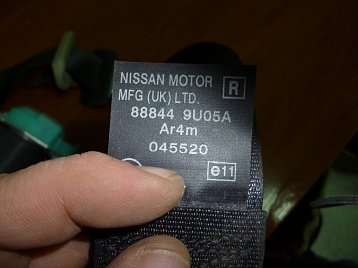 NISSAN MOTOR R
MFG (UK) LTD.
88844 9U05A
Ar4m
045520
e11